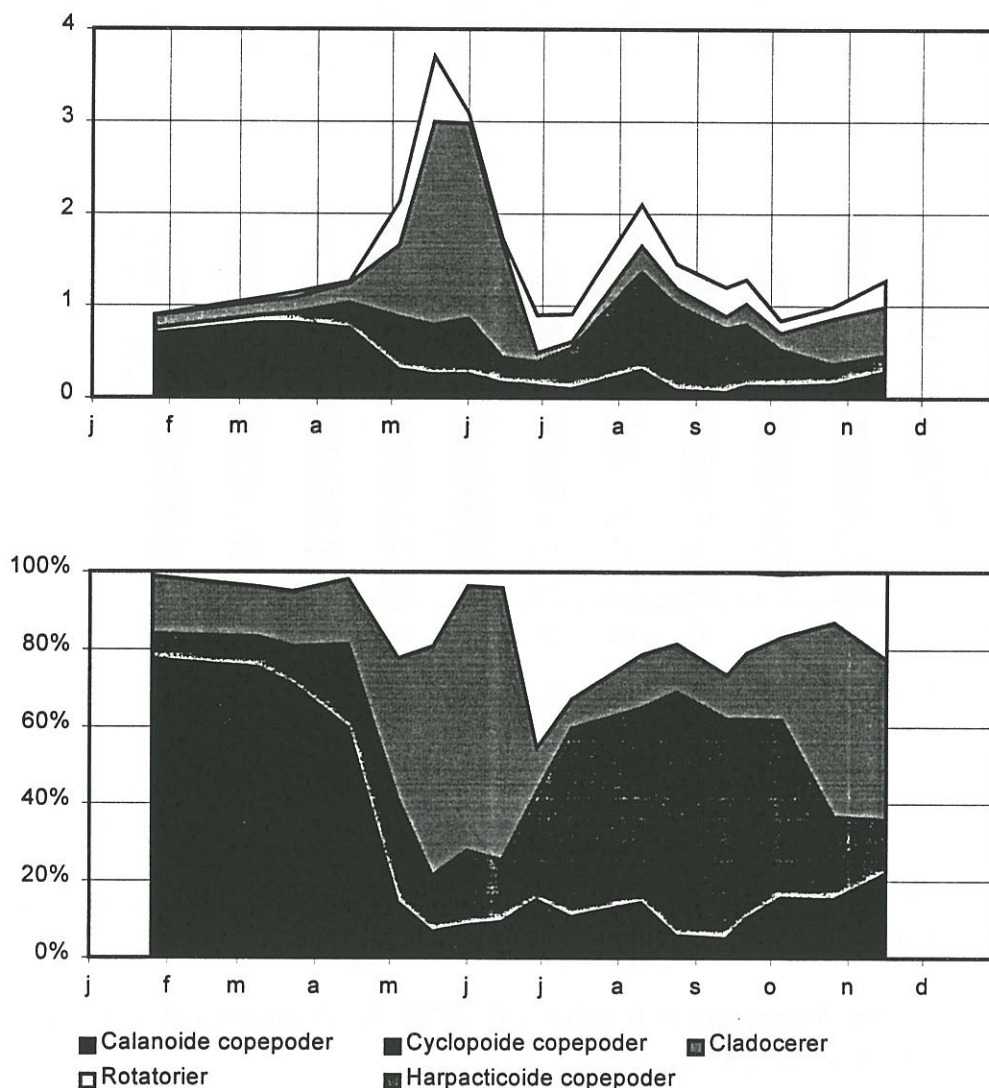 4
3
2
1
0
j f m a m j j a s o n d
100%
80%
60%
40%
20%
0%
j f m a m j j a s o n d
Calanoide copepoder Cyclopoide copepoder Cladocerer
Rotatorier Harpacticoide copepoder